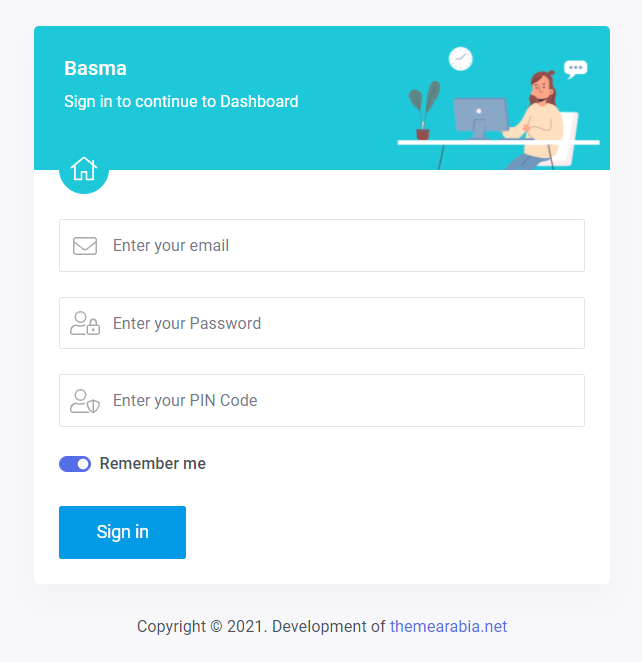 Basma
Sign in to continue to Dashboard
Enter your email
Enter your Password
Enter your PIN Code
Remember me
Sign in
Copyright © 2021. Development of themearabia.net